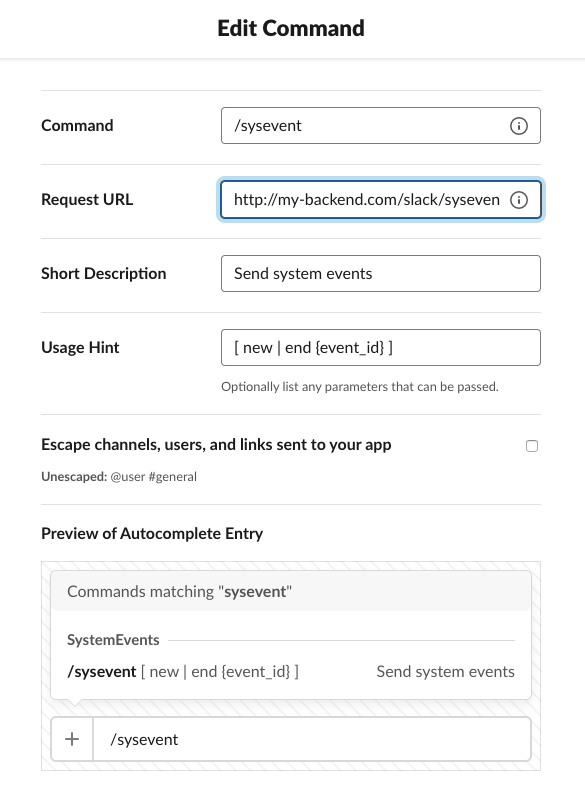 Edit Command
Command
/sysevent
Request URL
http://my-backend.com/slack/syseven
Short Description
Send system events
Usage Hint
[ new | end {event_id} ]
Optionally list any parameters that can be passed.
Escape channels, users, and links sent to your app
Unescaped: @user #general
Preview of Autocomplete Entry
Commands matching "sysevent"
SystemEvents
/sysevent [ new | end {event_id} ] Send system events
/sysevent